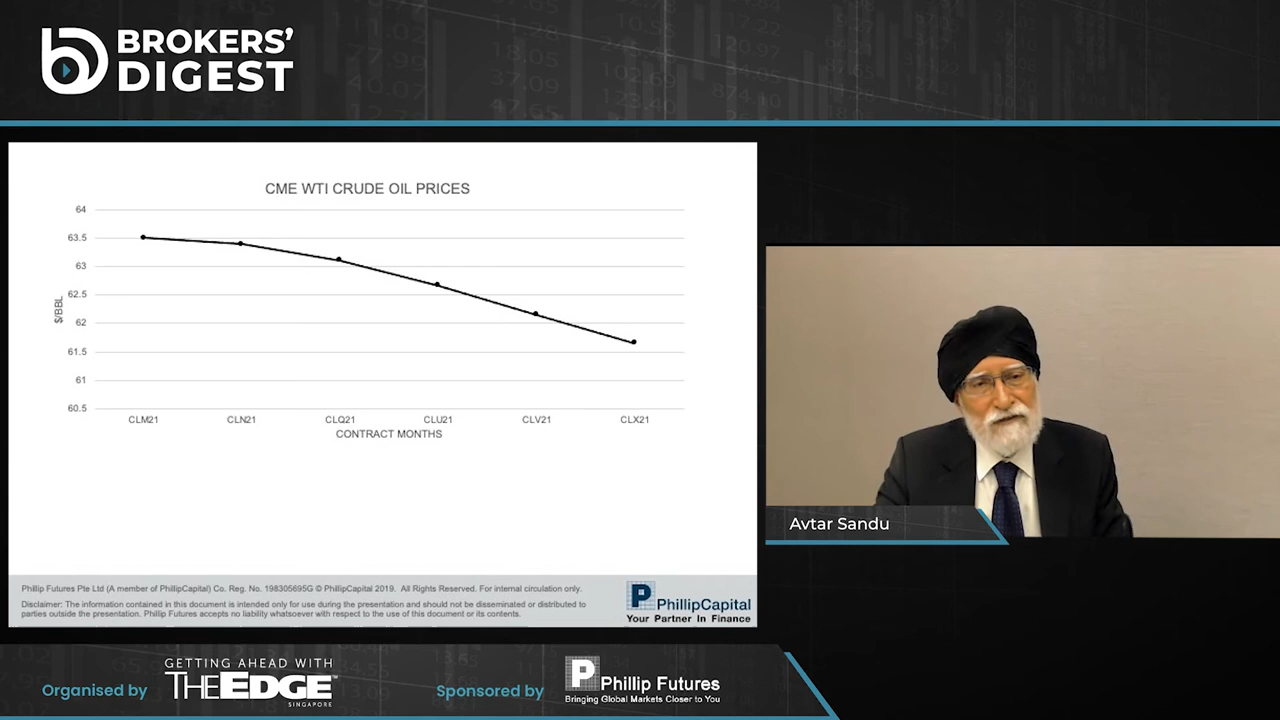 BROKERS'
DIGEST
CME WTI CRUDE OIL PRICES
64
63.5
63
62.5
62
61.5
61
60.5
$/BBL
CLM21 CLN21 CLQ21 CLU21 CLV21 CLX21
CONTRACT MONTHS
Phillip Futures Pte Ltd (A member of PhillipCapital) Co. Reg. No. 198305695G © PhillipCapital 2019. All Rights Reserved. For internal circulation only.
Disclaimer: The information contained in this document is intended only for use during the presentation and should not be disseminated or distributed to
parties outside the presentation. Phillip Futures accepts no liability whatsoever with respect to the use of this document or its contents.
P PhillipCapital
Your Partner In Finance
Avtar Sandu
Organised by
GETTING AHEAD WITH
THEEDGE™
SINGAPORE
Sponsored by
P Phillip Futures
Bringing Global Markets Closer to You